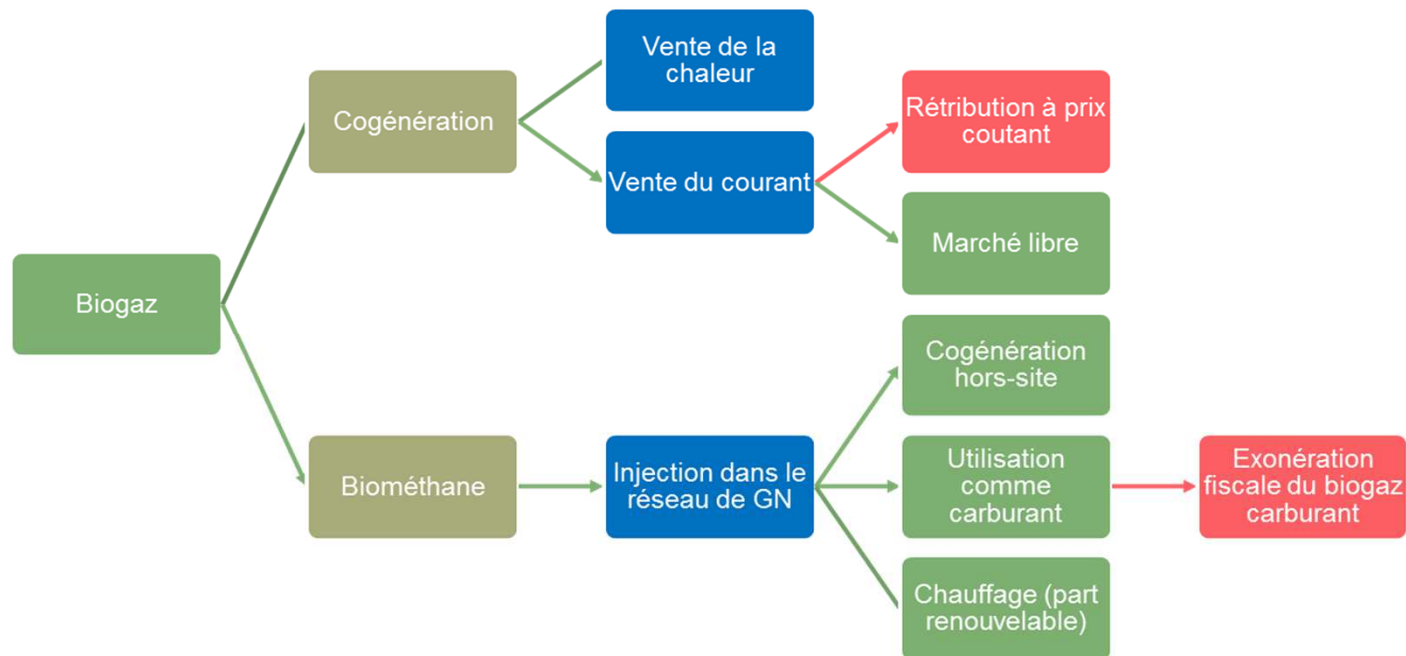 Vente de la
chaleur
Rétribution à prix
coutant
Cogénération
Vente du courant
Marché libre
Biogaz
Cogénération
hors-site
Biométhane
Injection dans le
réseau de GN
Utilisation
comme
carburant
Exonération
fiscale du biogaz
carburant
Chauffage (part
renouvelable)